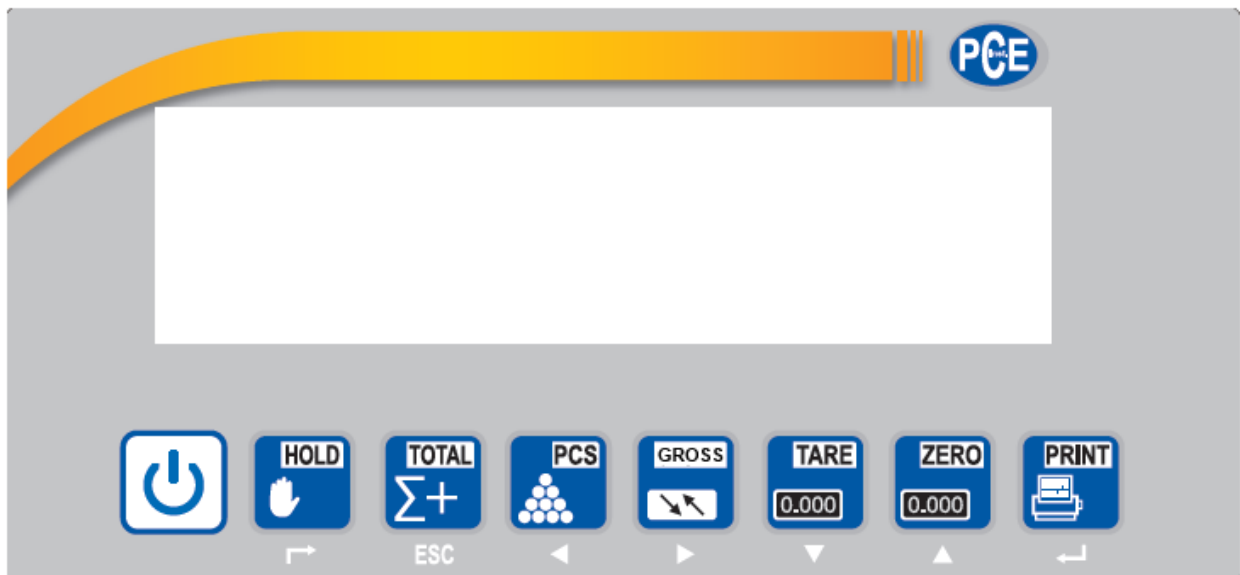 PCE
HOLD
TOTAL
PCS
GROSS
TARE
ZERO
PRINT
Σ+
0.000
0.000
ESC